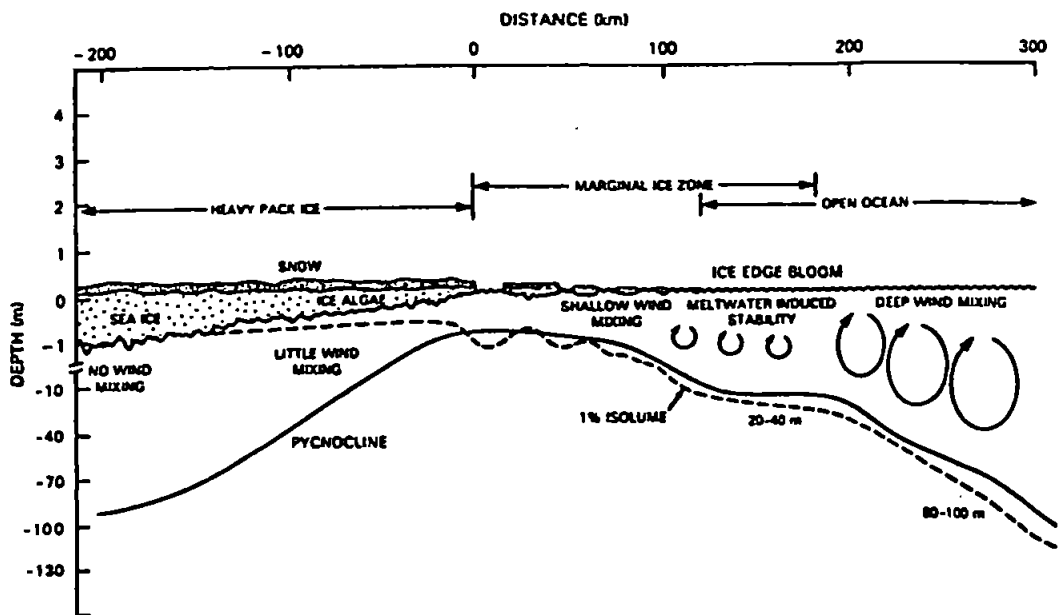 DISTANCE (km)
-200 -100 0 100 200 300
4
3
2
1
0
-1
-10
-40
-70
-100
-130
DEPTH (m)
MARGINAL ICE ZONE
HEAVY PACK ICE
OPEN OCEAN
SNOW
ICE EDGE BLOOM
ICE ALGAE
SEA ICE
SHALLOW WIND
MIXING
MELTWATER INDUCED
STABILITY
DEEP WIND MIXING
NO WIND
MIXING
LITTLE WIND
MIXING
1% ISOLUME
20-40 m
PYCNOCLINE
80-100 m